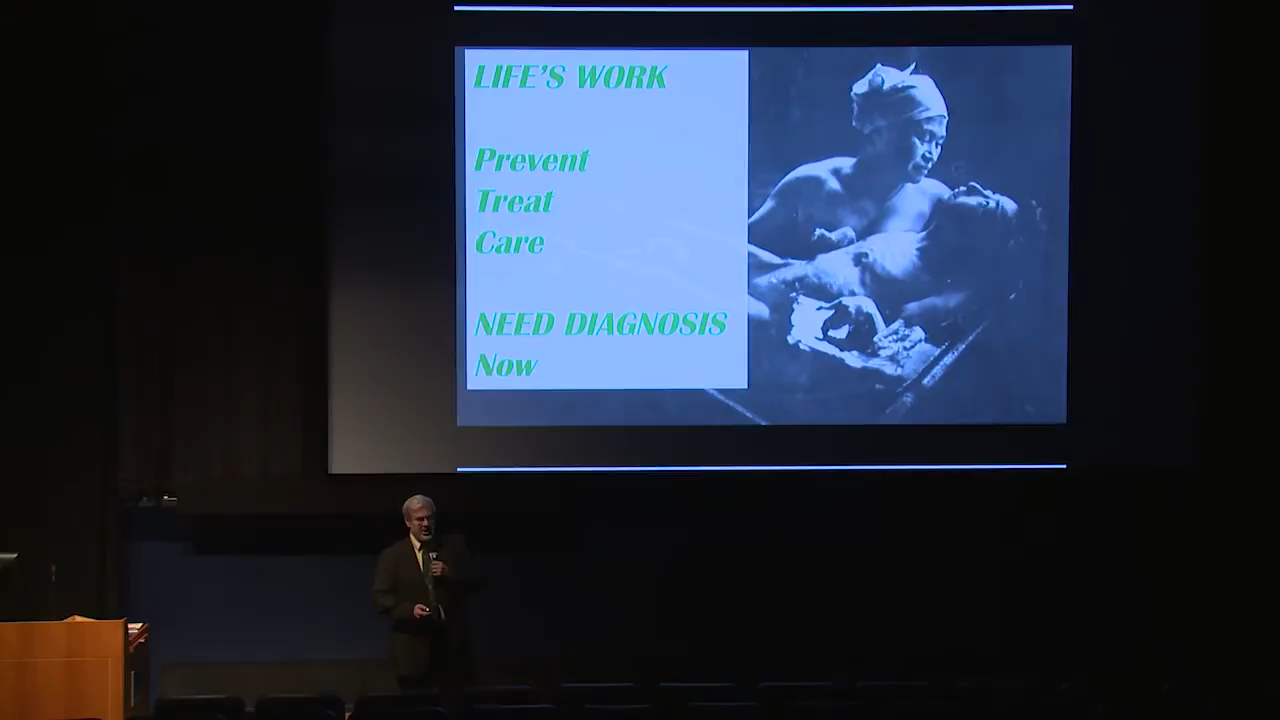 LIFE'S WORK
Prevent
Treat
Care
NEED DIAGNOSIS
Now